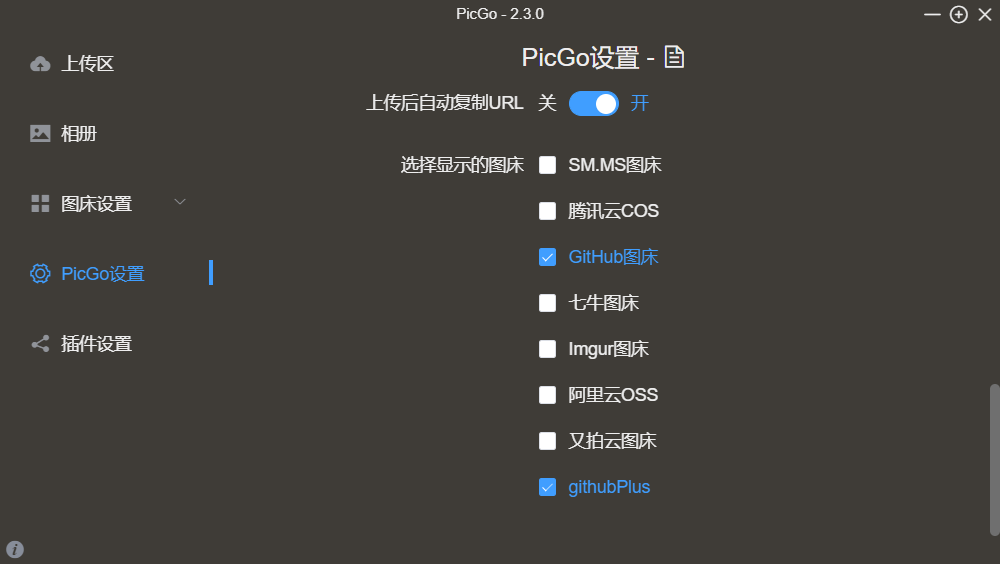 PicGo - 2.3.0
上传区
相册
图床设置
PicGo设置
插件设置
PicGo设置 -
上传后自动复制URL 关 开
选择显示的图床 SM.MS图床
腾讯云COS
GitHub图床
七牛图床
Imgur图床
阿里云OSS
又拍云图床
githubPlus